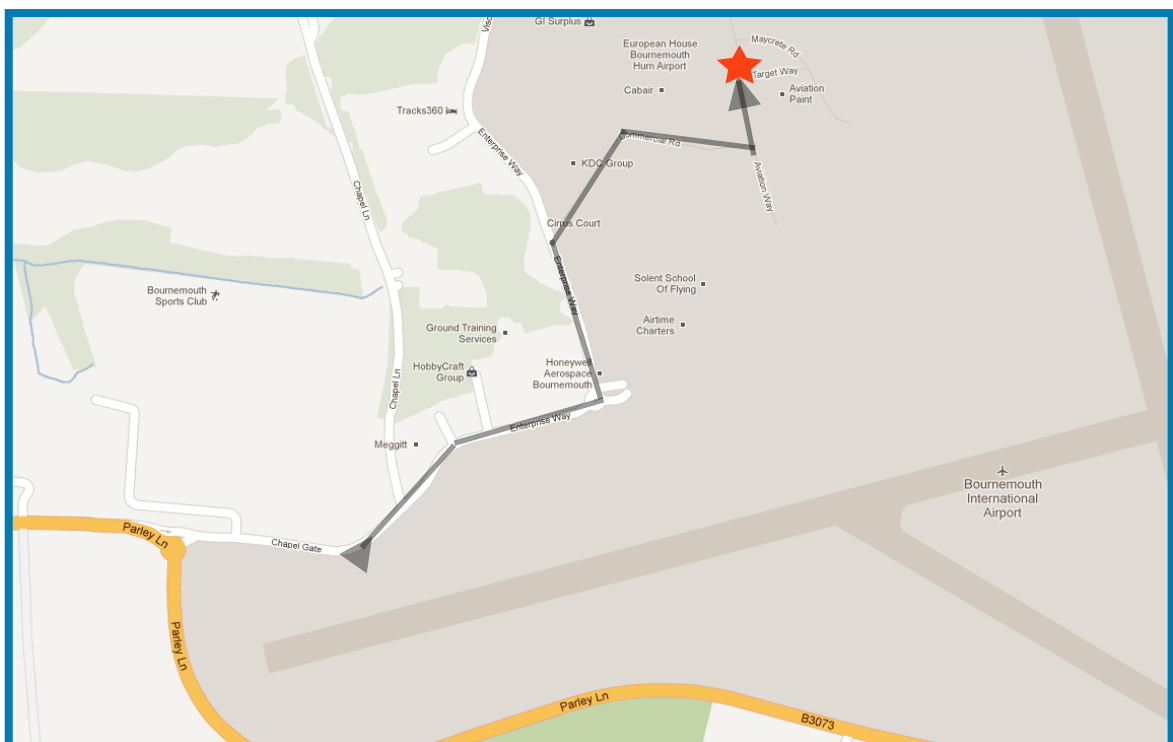 GI Surplus
Visc
European House
Bournemouth
Hurn Airport
Maycrete Rd
Target Way
Cabair
Aviation
Paint
Tracks360
Enterprise Way
Commercial Rd
KDC Group
Aviation Way
Chapel Ln
Cirrus Court
Enterprise Way
Solent School
Of Flying
Bournemouth
Sports Club
Airtime
Charters
Ground Training
Services
HobbyCraft
Group
Honeywell
Aerospace
Bournemouth
Chapel Ln
Enterprise Way
Meggitt
Bournemouth
International
Airport
Parley Ln
Chapel Gate
Parley Ln
Parley Ln
B3073